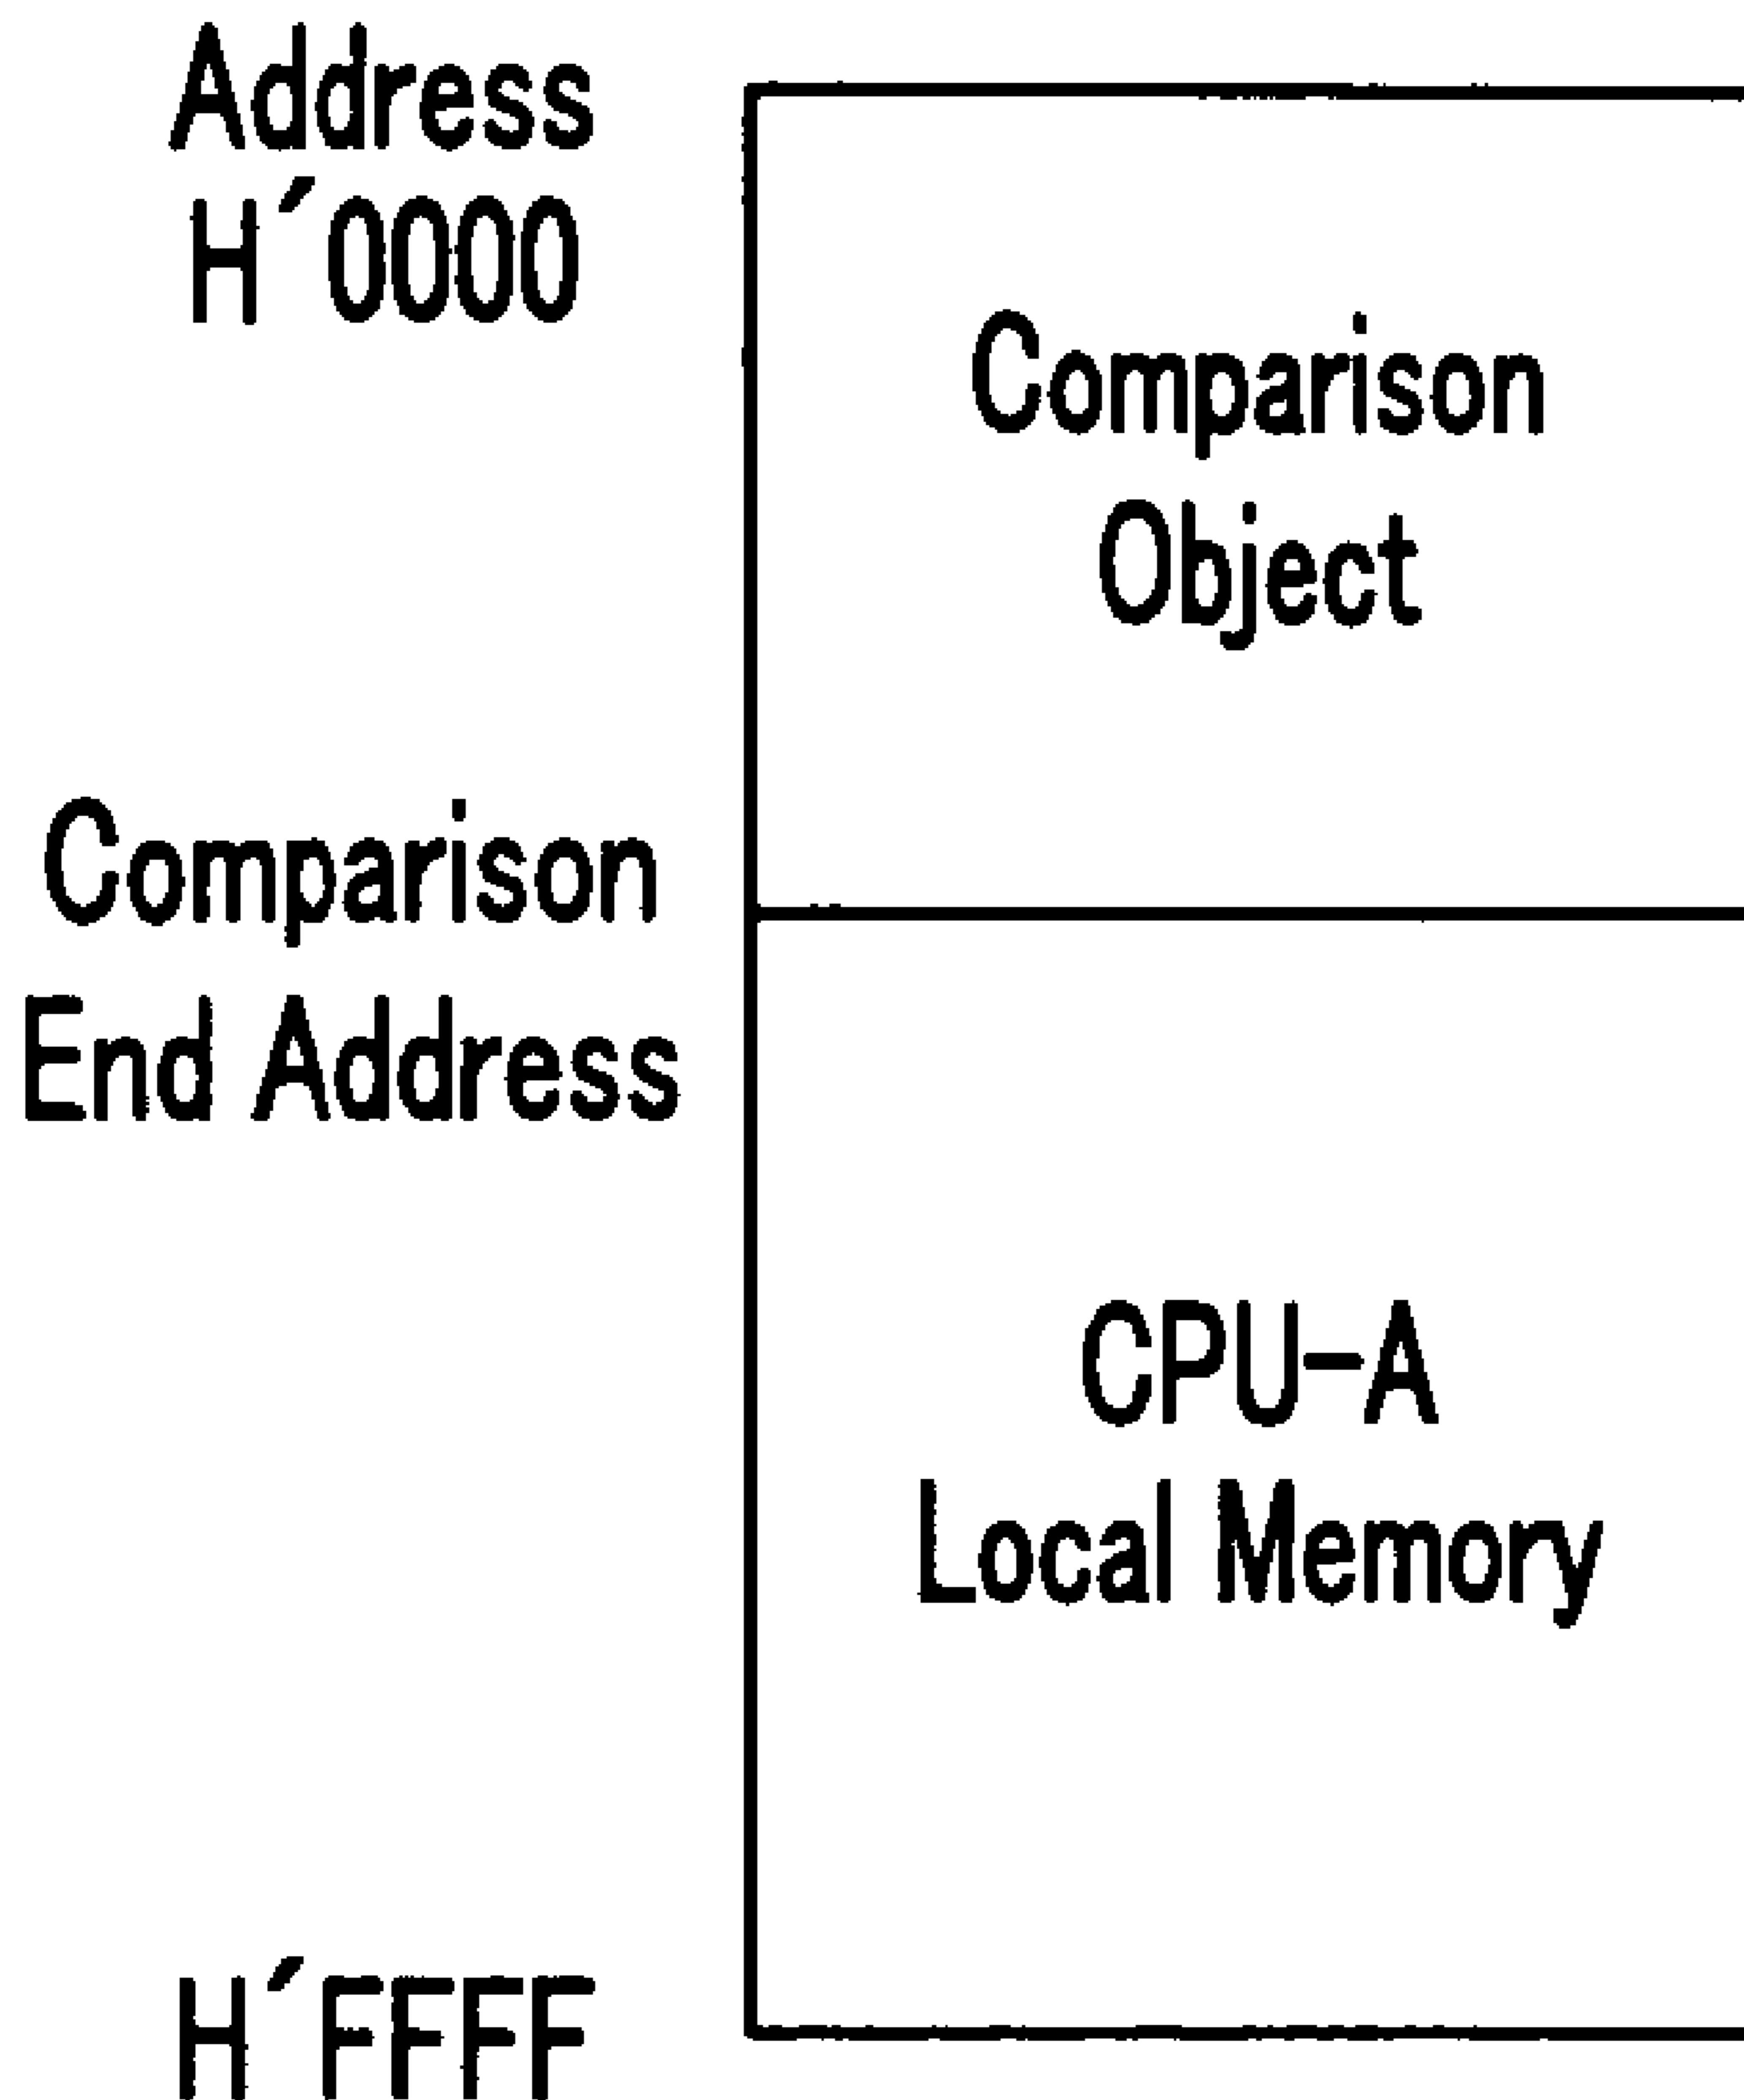 Address
H´0000
Comparison
Object
Comparison
End Address
CPU-A
Local Memory
H´FFFF